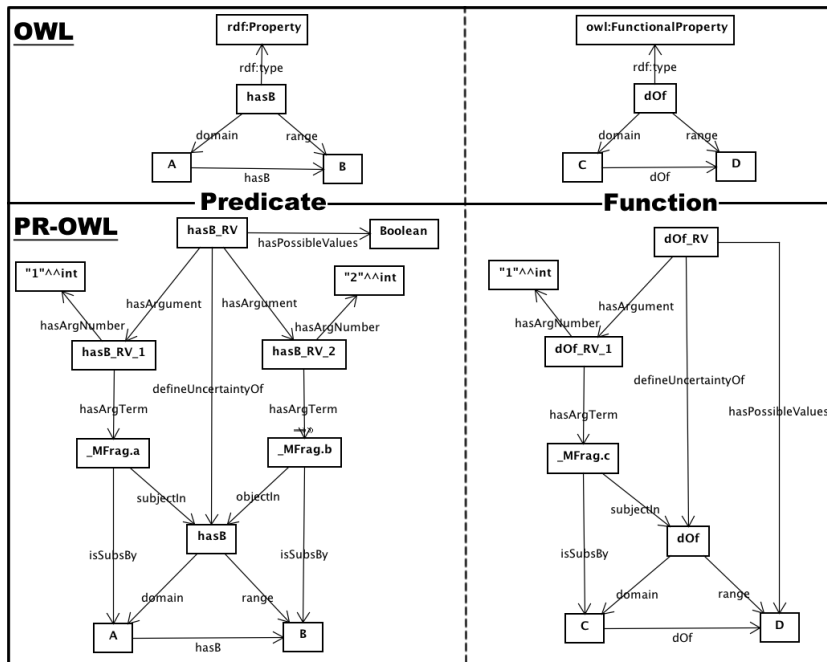 OWL
rdf:Property
rdf:type
hasB
domain
range
A
B
hasB
owl:FunctionalProperty
rdf:type
dOf
domain
range
C
D
dOf
Predicate
Function
PR-OWL
hasB_RV
hasPossibleValues
Boolean
"1"^^int
"2"^^int
hasArgument
hasArgument
hasArgNumber
hasArgNumber
hasB_RV_1
hasB_RV_2
defineUncertaintyOf
hasArgTerm
hasArgTerm
_MFrag.a
_MFrag.b
subjectIn
objectIn
hasB
isSubsBy
isSubsBy
domain
range
A
B
hasB
dOf_RV
"1"^^int
hasArgument
hasArgNumber
dOf_RV_1
defineUncertaintyOf
hasPossibleValues
hasArgTerm
_MFrag.c
subjectIn
dOf
isSubsBy
domain
range
C
D
dOf